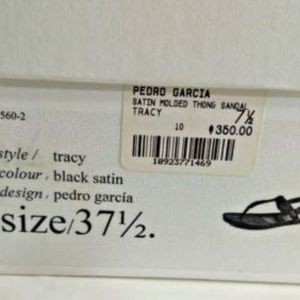 PEDRO GARCIA
SATIN MOLDED THONG SANDAL
TRACY 7½
10 $350.00
10923771469
560-2
style / tracy
colour, black satin
design, pedro garcía
size/37½.